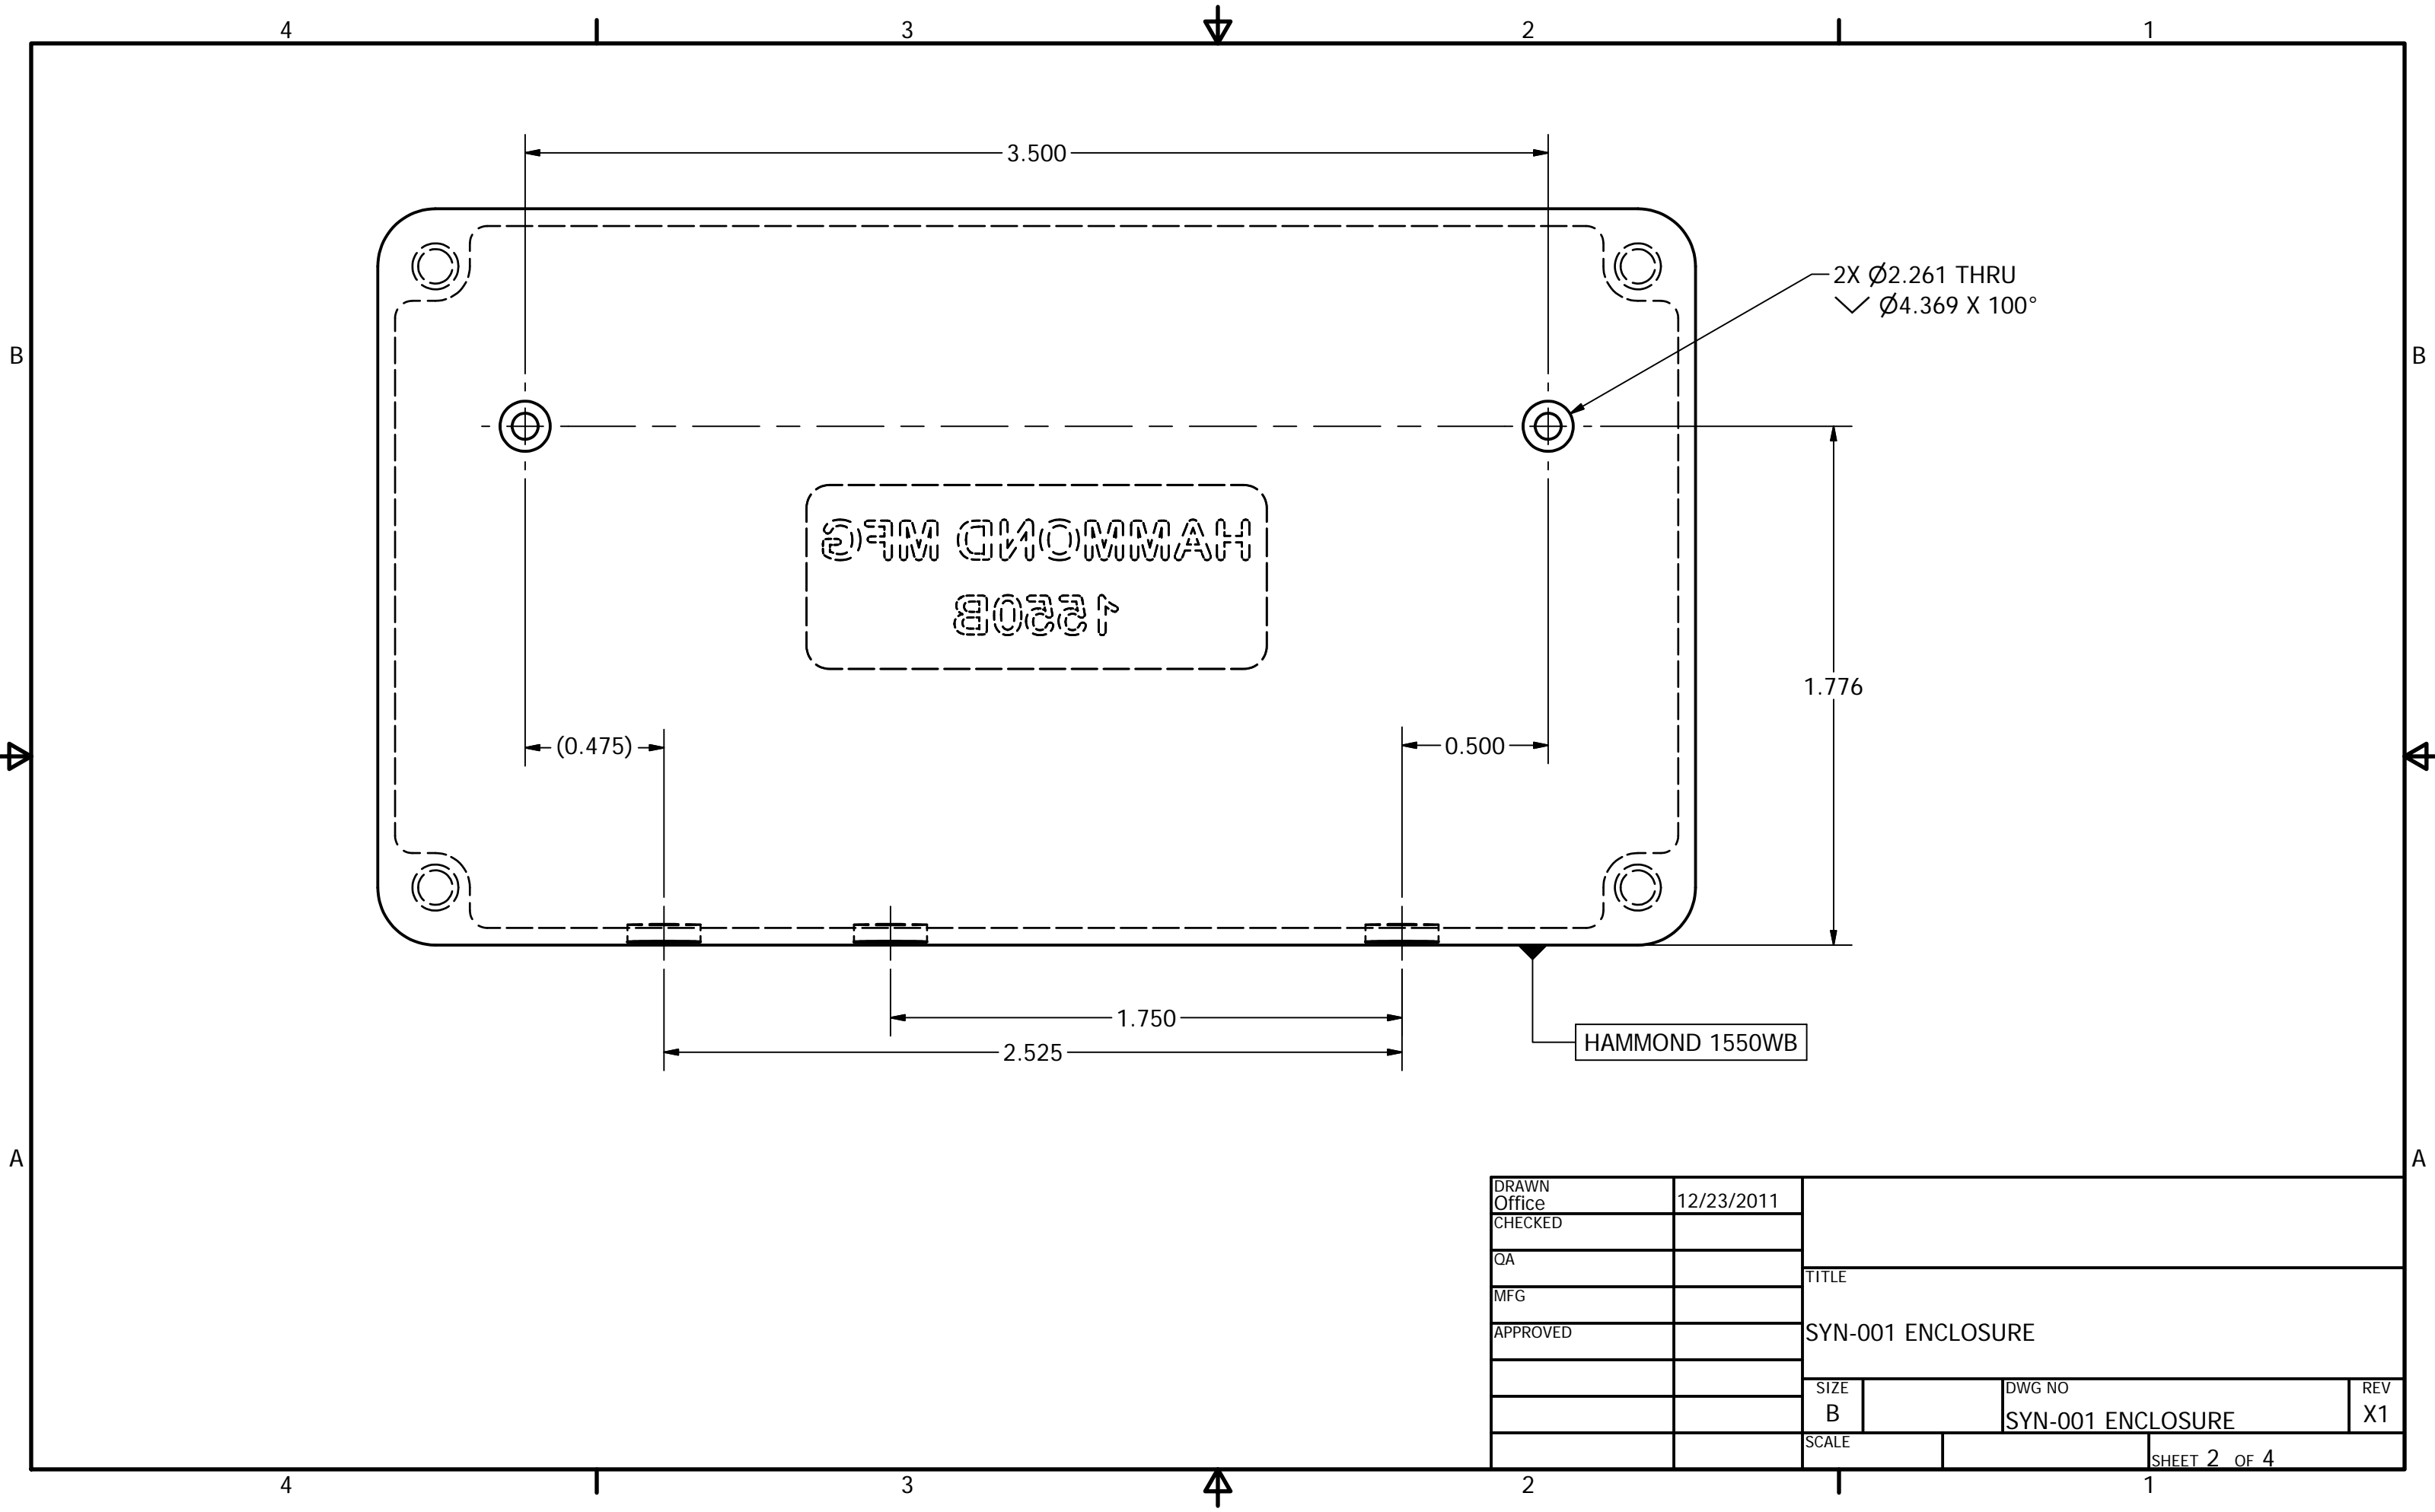 4 3 2 1
3.500
2X Ø2.261 THRU
Ø4.369 X 100°
B B
HAMMOND MFG
1550B
1.776
(0.475) 0.500
1.750
2.525
HAMMOND 1550WB
A A
DRAWN
Office 12/23/2011
CHECKED
QA
MFG
APPROVED
TITLE
SYN-001 ENCLOSURE
SIZE
B
DWG NO
SYN-001 ENCLOSURE
REV
X1
SCALE
SHEET 2 OF 4
4 3 2 1